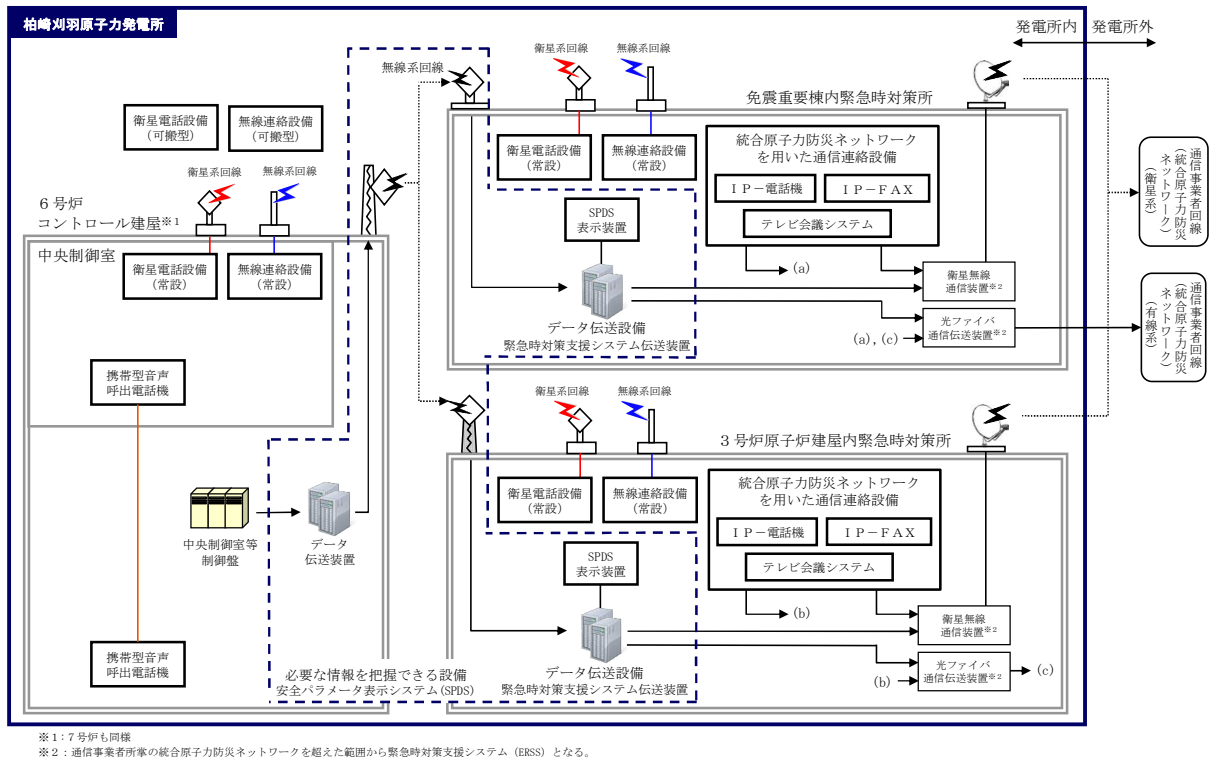 柏崎刈羽原子力発電所
発電所内
発電所外
無線系回線
衛星系回線
無線系回線
免震重要棟内緊急時対策所
衛星電話設備
(可搬型)
無線連絡設備
(可搬型)
衛星系回線
無線系回線
6号炉
コントロール建屋※1
中央制御室
衛星電話設備
(常設)
無線連絡設備
(常設)
携帯型音声
呼出電話機
中央制御室等
制御盤
データ
伝送装置
携帯型音声
呼出電話機
必要な情報を把握できる設備
安全パラメータ表示システム(SPDS)
衛星電話設備
(常設)
無線連絡設備
(常設)
統合原子力防災ネットワーク
を用いた通信連絡設備
IP-電話機
IP-FAX
テレビ会議システム
SPDS
表示装置
(a)
衛星無線
通信装置※2
データ伝送設備
緊急時対策支援システム伝送装置
光ファイバ
通信伝送装置※2
(a),(c)
通信事業者回線
(統合原子力防災
ネットワーク)
(衛星系)
通信事業者回線
(統合原子力防災
ネットワーク)
(有線系)
衛星系回線
無線系回線
3号炉原子炉建屋内緊急時対策所
衛星電話設備
(常設)
無線連絡設備
(常設)
統合原子力防災ネットワーク
を用いた通信連絡設備
IP-電話機
IP-FAX
テレビ会議システム
SPDS
表示装置
(b)
衛星無線
通信装置※2
データ伝送設備
緊急時対策支援システム伝送装置
光ファイバ
通信伝送装置※2
(b)
(c)
※1:7号炉も同様
※2:通信事業者所掌の統合原子力防災ネットワークを超えた範囲から緊急時対策支援システム(ERSS)となる。